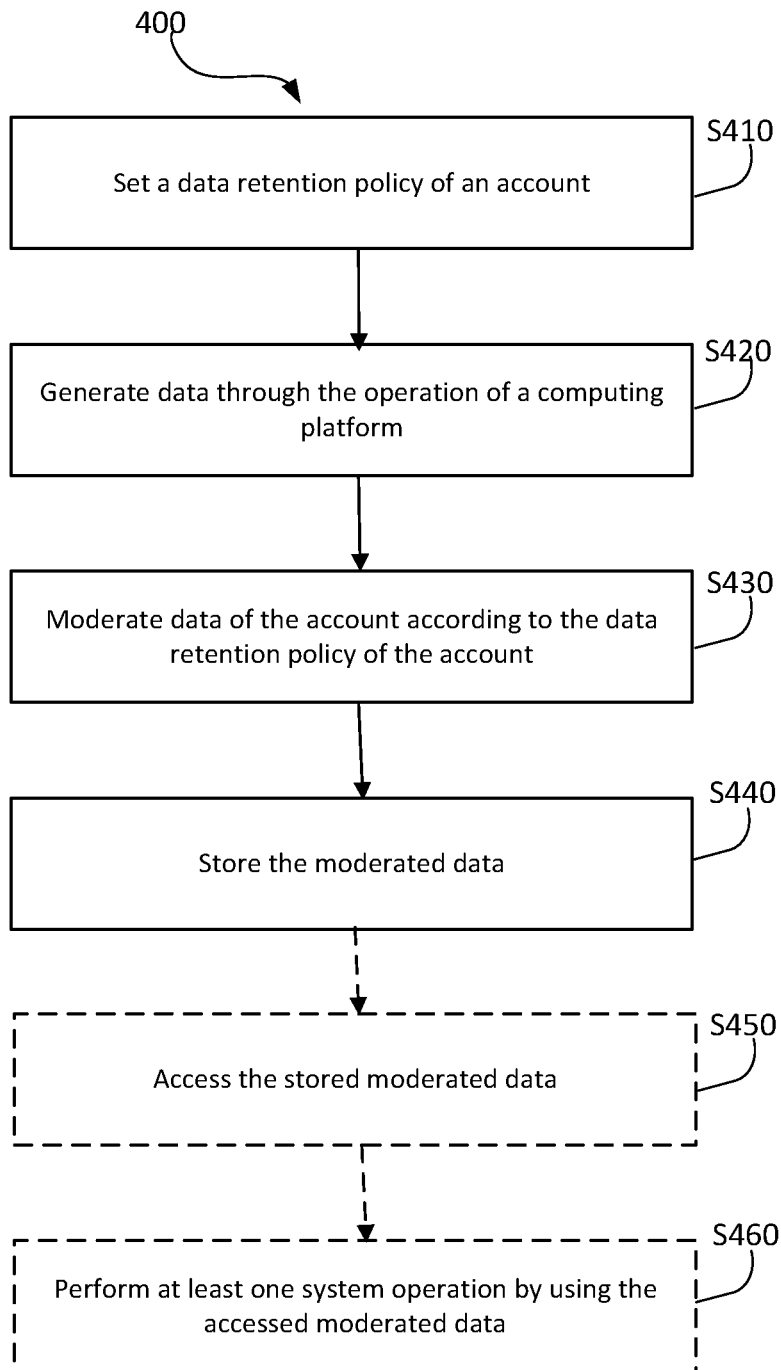 400
S410
Set a data retention policy of an account
S420
Generate data through the operation of a computing
platform
S430
Moderate data of the account according to the data
retention policy of the account
S440
Store the moderated data
S450
Access the stored moderated data
S460
Perform at least one system operation by using the
accessed moderated data